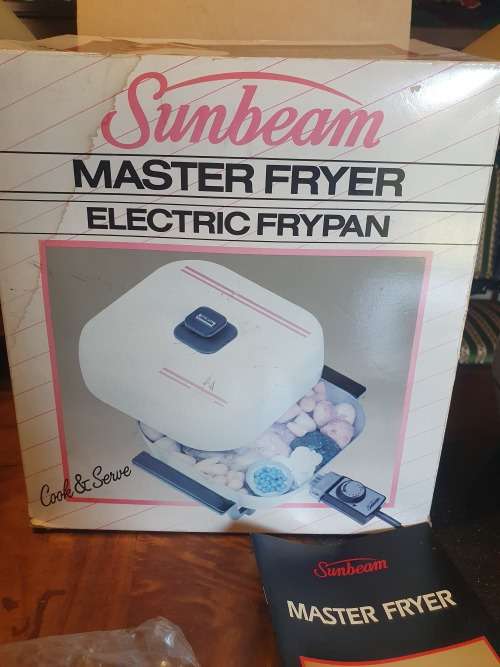 Sunbeam
MASTER FRYER
ELECTRIC FRYPAN
Cook & Serve
Sunbeam
MASTER FRYER